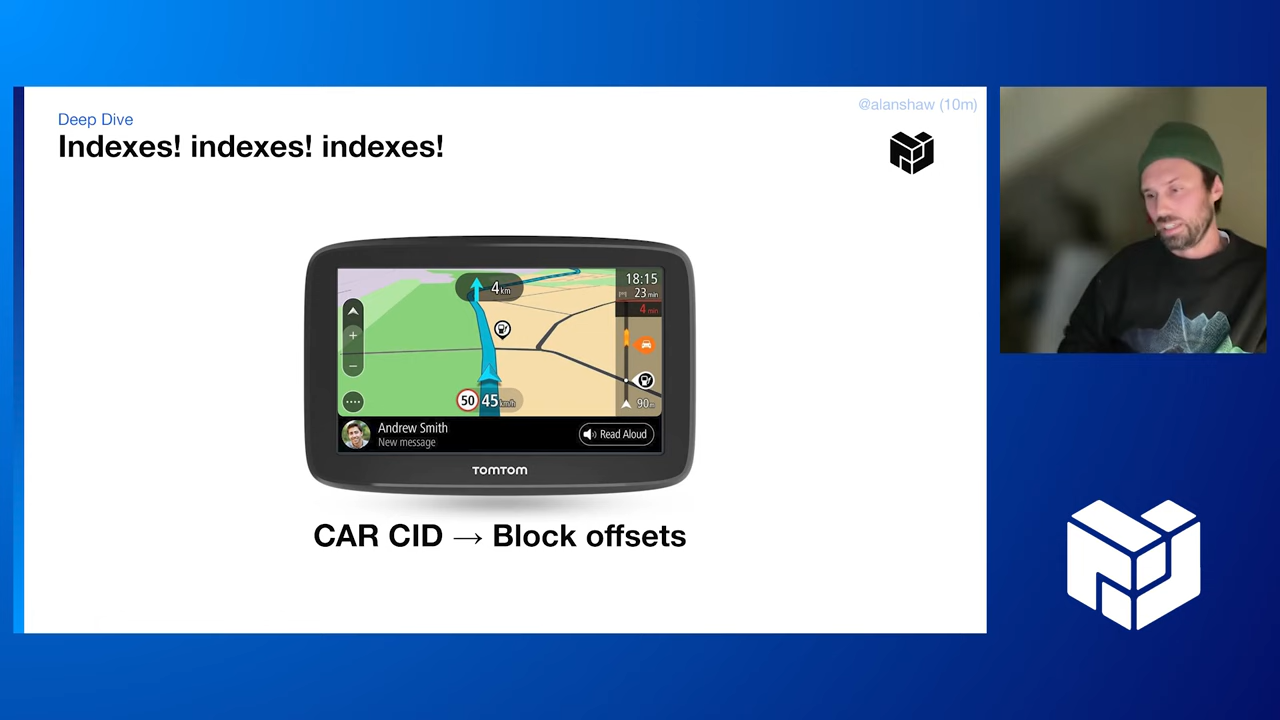 @alanshaw (10m)
Deep Dive
Indexes! indexes! indexes!
4 km
18:15
23 min
4 min
50 45 km/h
90 m
Andrew Smith
New message
Read Aloud
TOMTOM
CAR CID → Block offsets